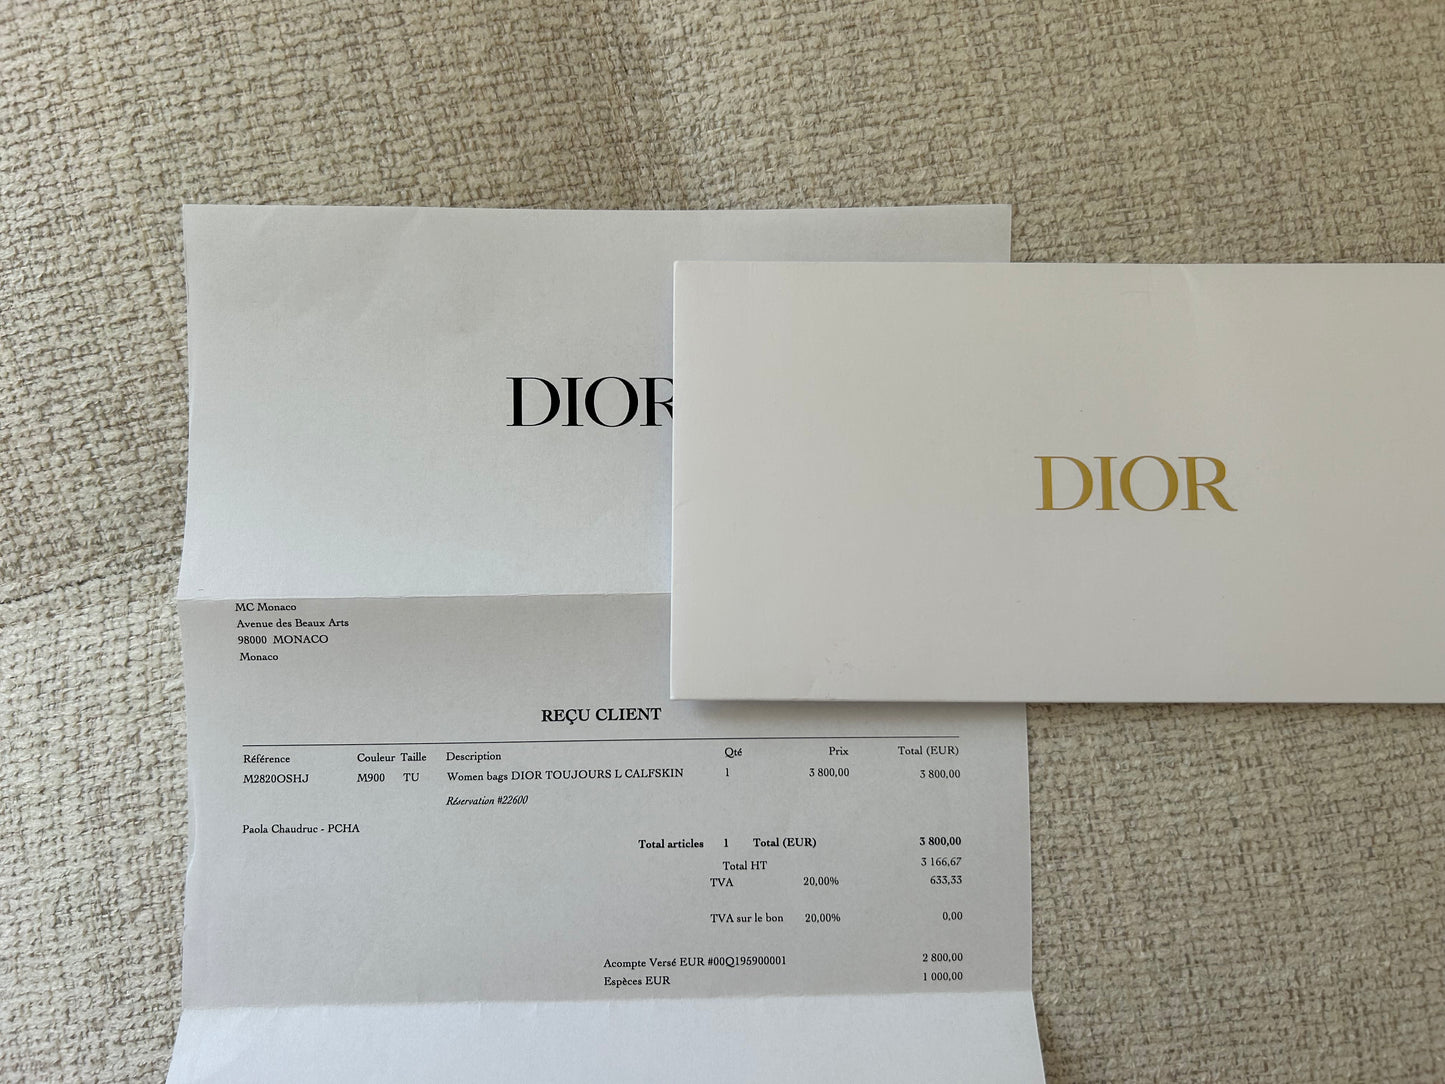 DIOR
DIOR
MC Monaco
Avenue des Beaux Arts
98000 MONACO
Monaco
REÇU CLIENT
Référence Couleur Taille Description Qté Prix Total (EUR)
M2820OSHJ M900 TU Women bags DIOR TOUJOURS L CALFSKIN 1 3 800,00 3 800,00
Réservation #22600
Paola Chaudruc - PCHA
Total articles 1 Total (EUR) 3 800,00
Total HT 3 166,67
TVA 20,00% 633,33
TVA sur le bon 20,00% 0,00
Acompte Versé EUR #00Q195900001 2 800,00
Espèces EUR 1 000,00